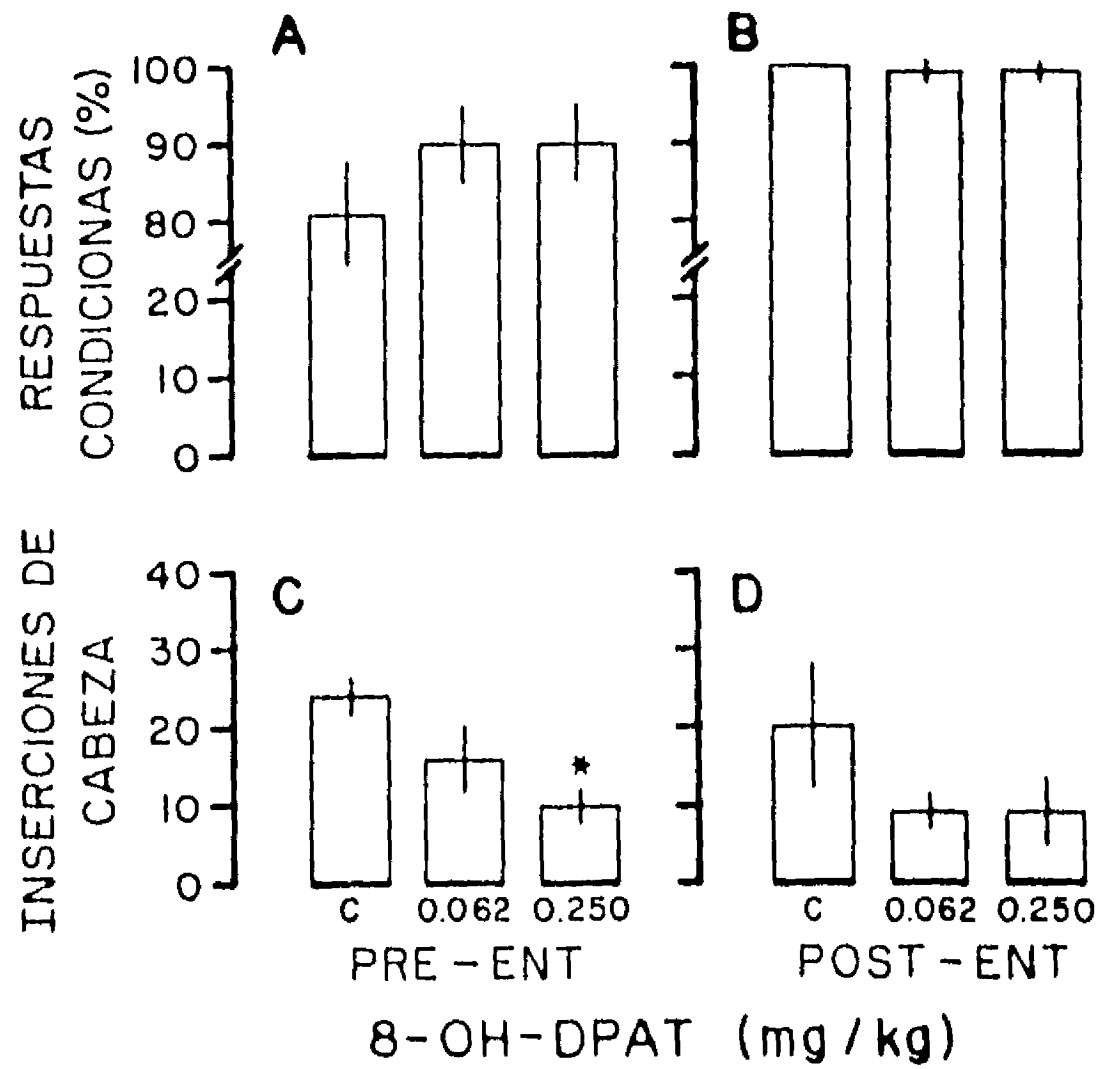 A
B
RESPUESTAS
CONDICIONAS (%)
100
90
80
20
10
0
C
D
INSERCIONES DE
CABEZA
40
30
20
10
0
*
C 0.062 0.250
C 0.062 0.250
PRE-ENT
POST-ENT
8-OH-DPAT (mg/kg)